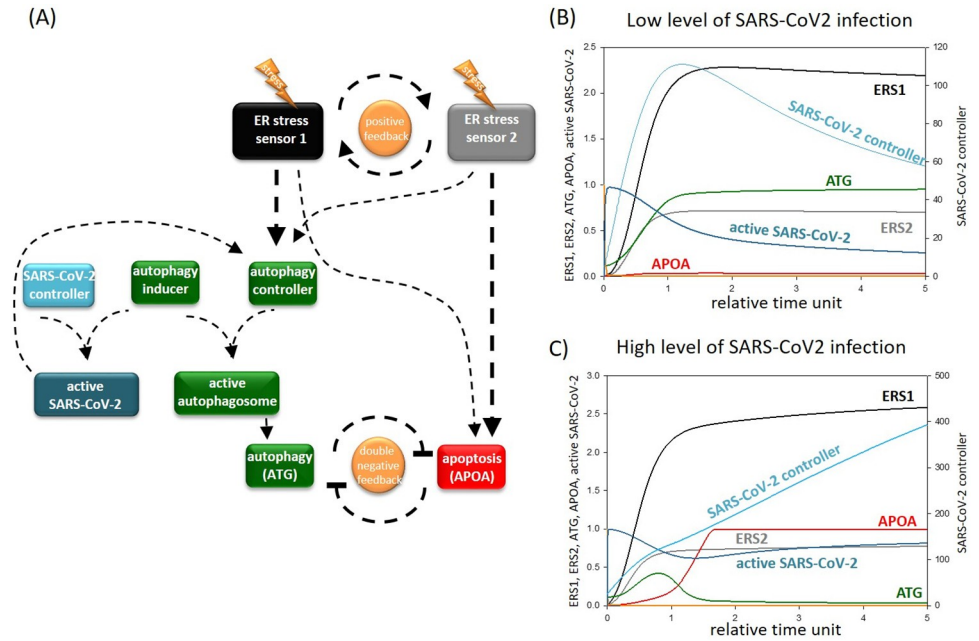 (A)
stress
stress
ER stress
sensor 1
positive
feedback
ER stress
sensor 2
SARS-CoV-2
controller
autophagy
inducer
autophagy
controller
active
SARS-CoV-2
active
autophagosome
autophagy
(ATG)
double
negative
feedback
apoptosis
(APOA)
(B)
Low level of SARS-CoV2 infection
ERS1, ERS2, ATG, APOA, active SARS-CoV-2
2.5
2.0
1.5
1.0
0.5
0.0
ERS1
SARS-CoV-2 controller
ATG
ERS2
active SARS-CoV-2
APOA
120
100
80
60
40
20
0
SARS-CoV-2 controller
0
1
2
3
4
5
relative time unit
C)
High level of SARS-CoV2 infection
ERS1, ERS2, ATG, APOA, active SARS-CoV-2
3.0
2.5
2.0
1.5
1.0
0.5
0.0
ERS1
SARS-CoV-2 controller
APOA
ERS2
active SARS-CoV-2
ATG
500
400
300
200
100
0
SARS-CoV-2 controller
0
1
2
3
4
5
relative time unit